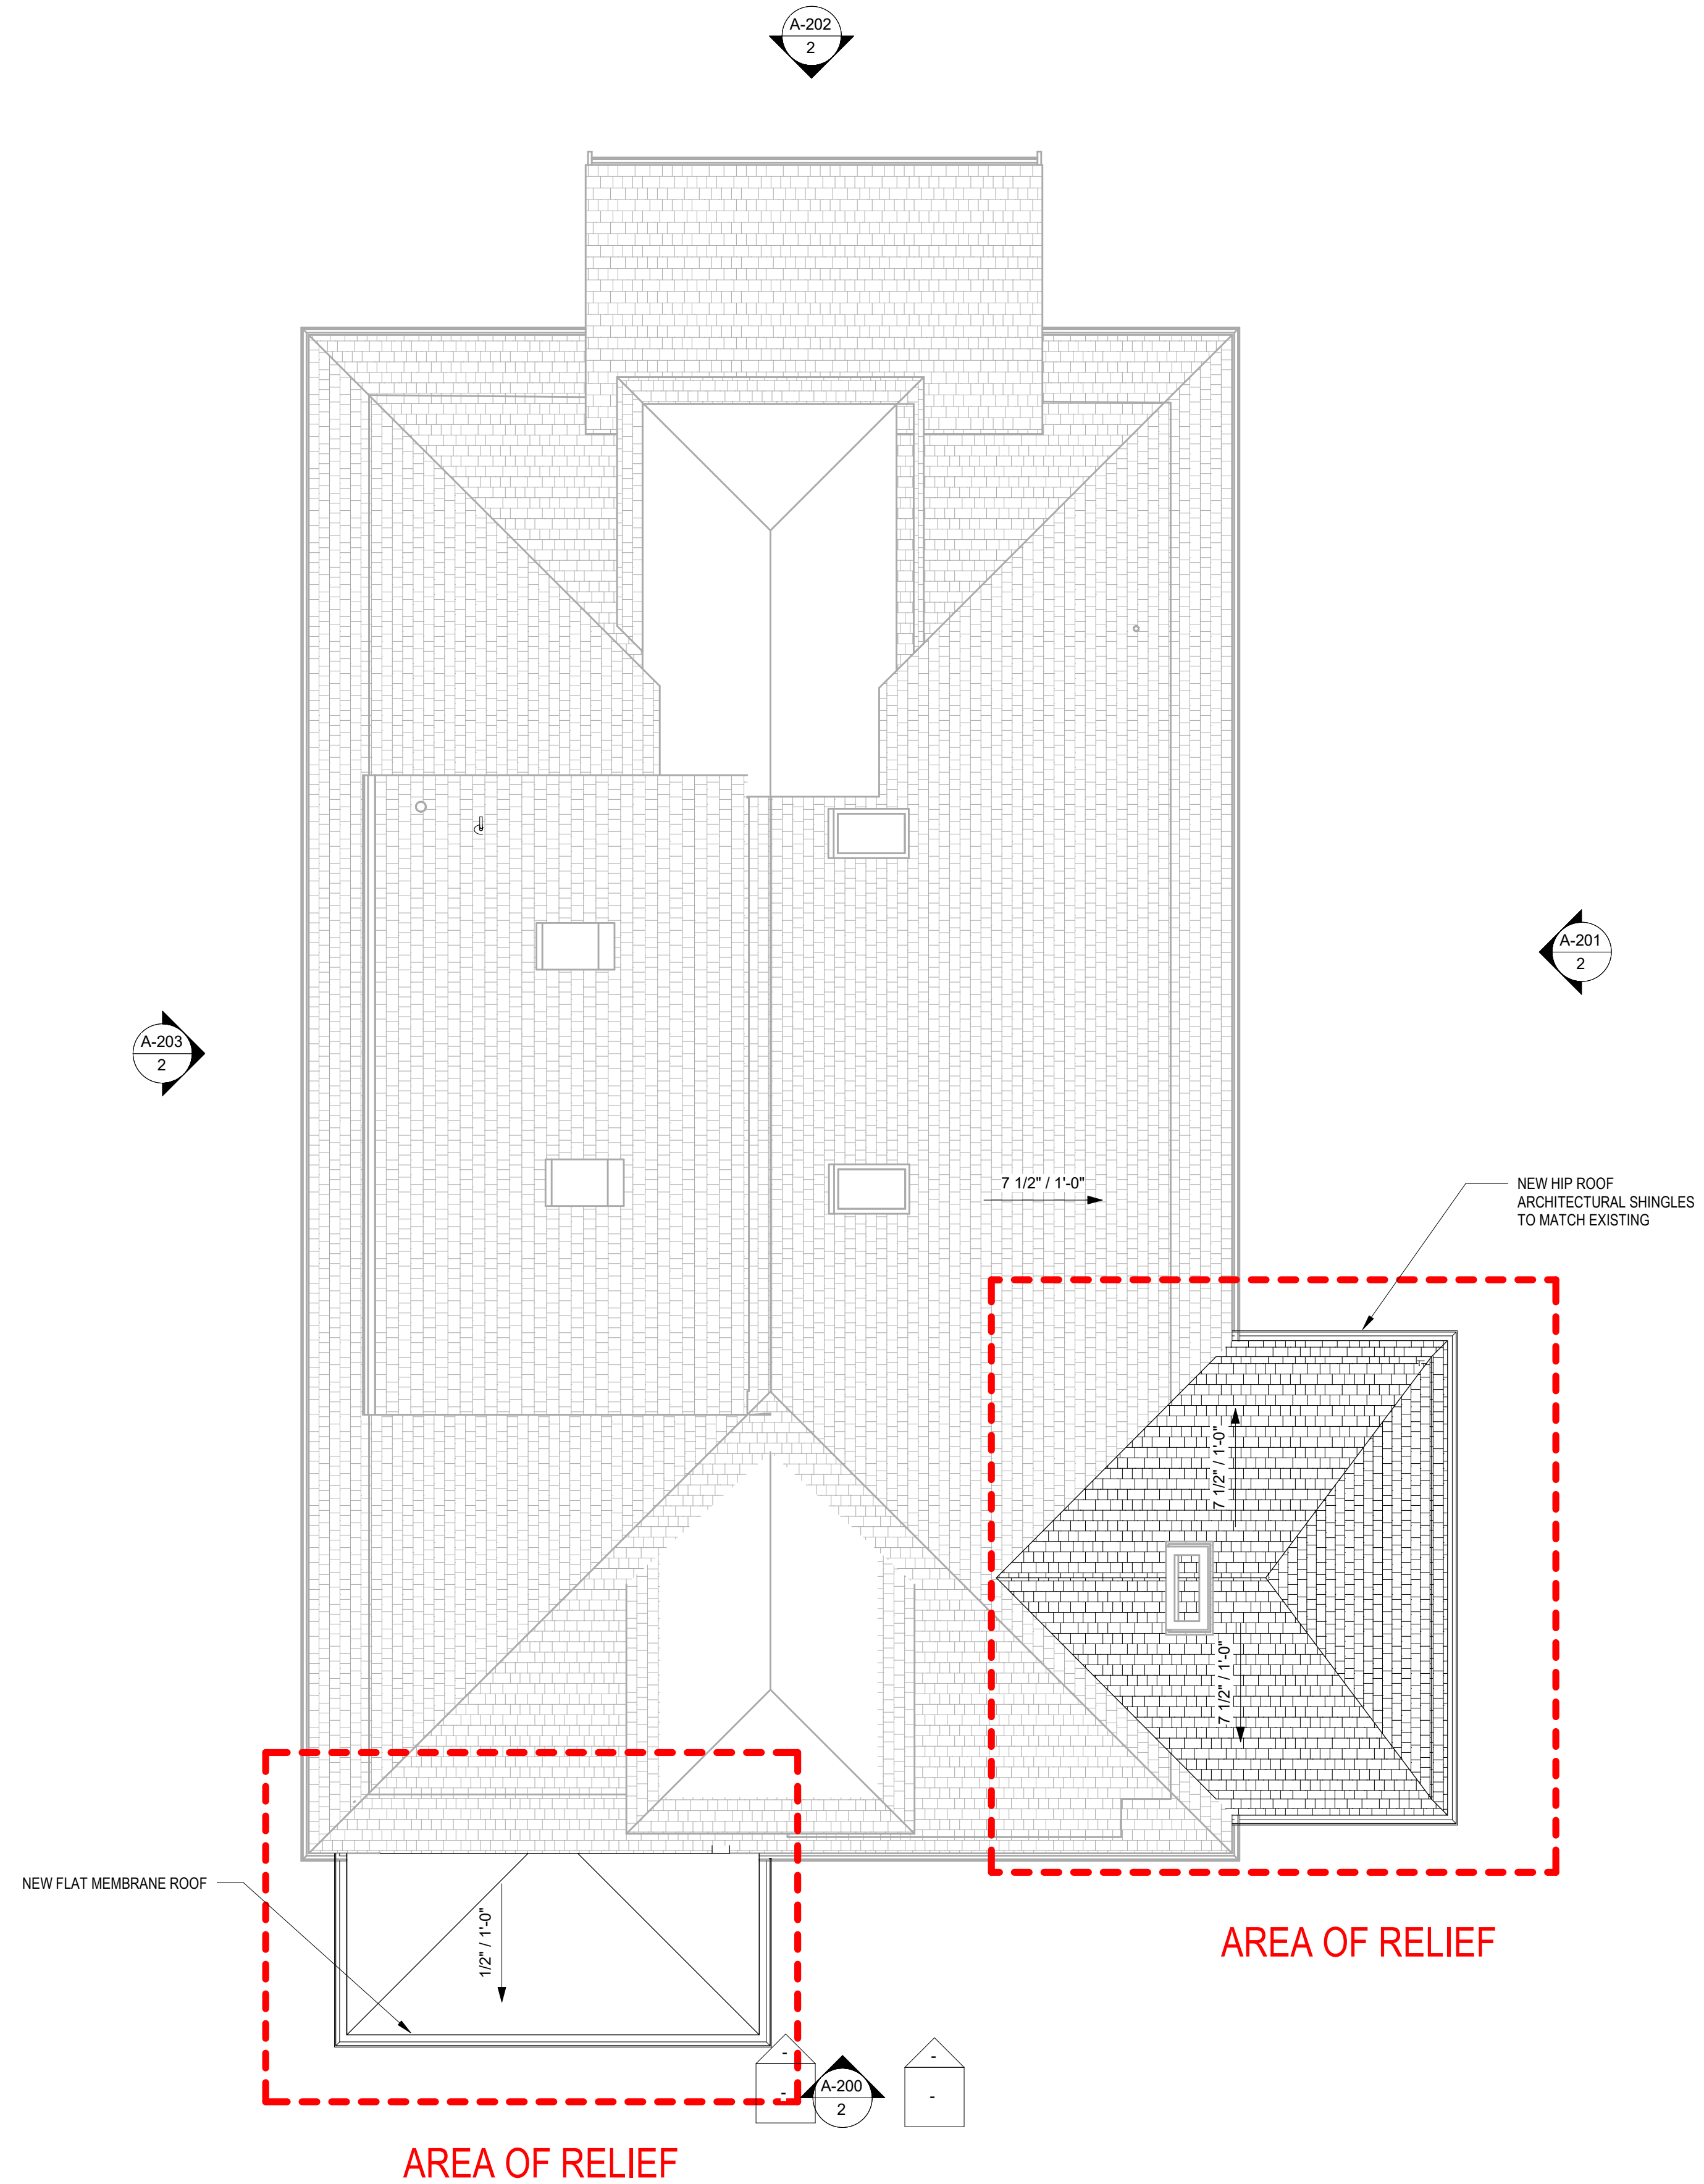 A-202
2
A-201
2
A-203
2
7 1/2" / 1'-0"
NEW HIP ROOF
ARCHITECTURAL SHINGLES
TO MATCH EXISTING
7 1/2" / 1'-0"
7 1/2" / 1'-0"
NEW FLAT MEMBRANE ROOF
1/2" / 1'-0"
AREA OF RELIEF
-
-
A-200
2
-
-
AREA OF RELIEF